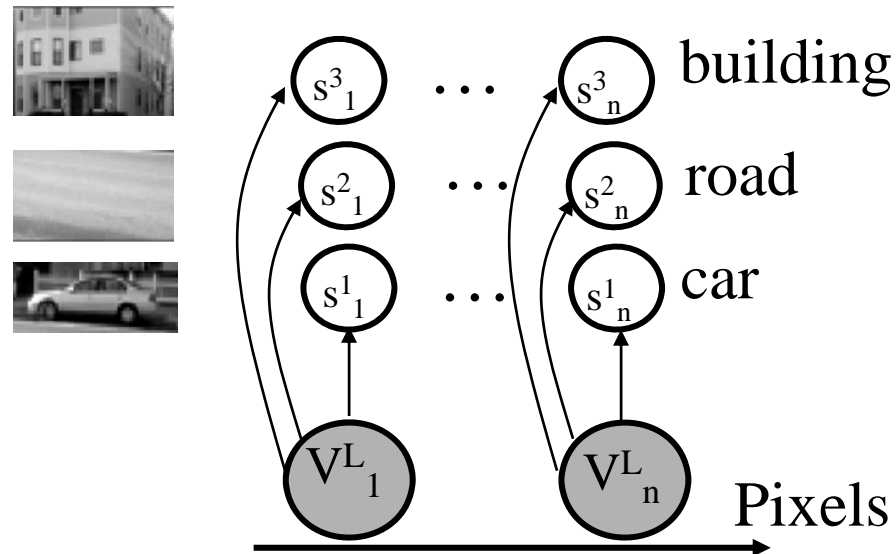 s³₁ ... s³ₙ building
s²₁ ... s²ₙ road
s¹₁ ... s¹ₙ car
Vᴸ₁ Vᴸₙ
Pixels